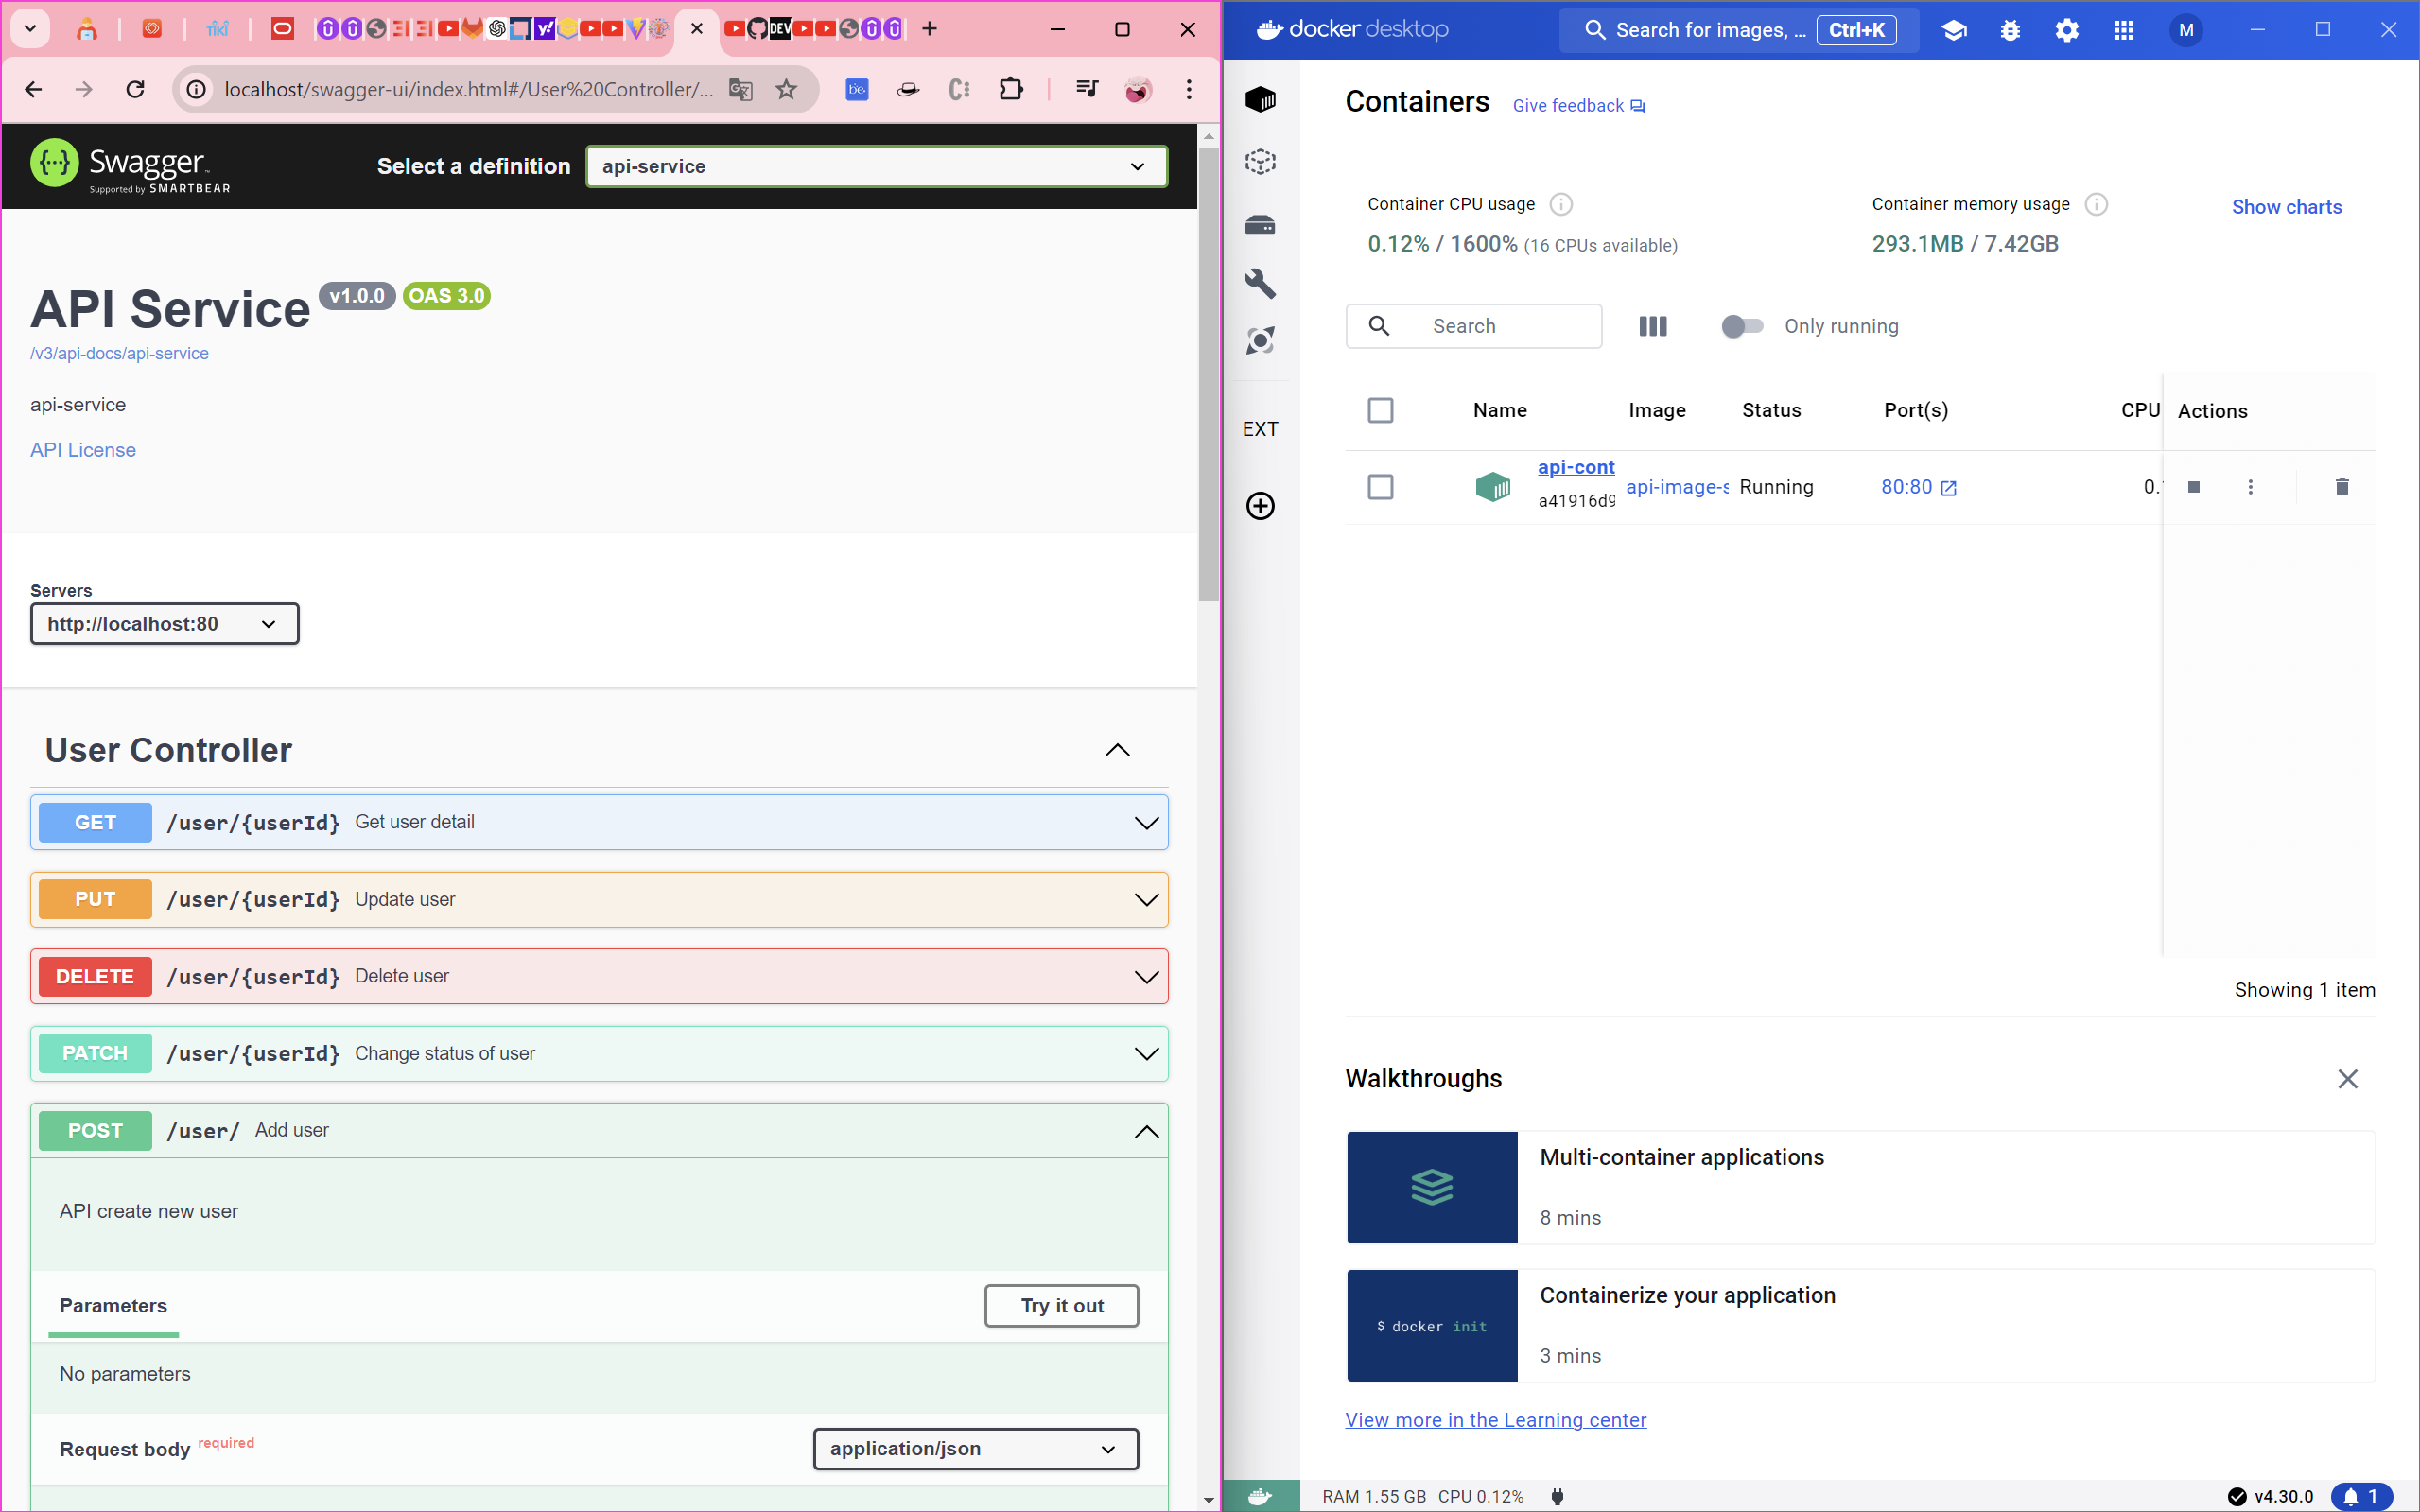 TiKi
y!
DEV
localhost/swagger-ui/index.html#/User%20Controller/...
be.
Swagger
Supported by SMARTBEAR
Select a definition
api-service
API Service v1.0.0 OAS 3.0
/v3/api-docs/api-service
api-service
API License
Servers
http://localhost:80
User Controller
GET /user/{userId} Get user detail
PUT /user/{userId} Update user
DELETE /user/{userId} Delete user
PATCH /user/{userId} Change status of user
POST /user/ Add user
API create new user
Parameters
Try it out
No parameters
Request body required
application/json
docker desktop
Search for images, ... Ctrl+K
M
Containers Give feedback
Container CPU usage
0.12% / 1600% (16 CPUs available)
Container memory usage
293.1MB / 7.42GB
Show charts
Search
Only running
EXT
Name Image Status Port(s) CPU Actions
api-cont
a41916d9
api-image-s Running 80:80 0.
Showing 1 item
Walkthroughs
Multi-container applications
8 mins
$ docker init
Containerize your application
3 mins
View more in the Learning center
RAM 1.55 GB CPU 0.12%
v4.30.0
1